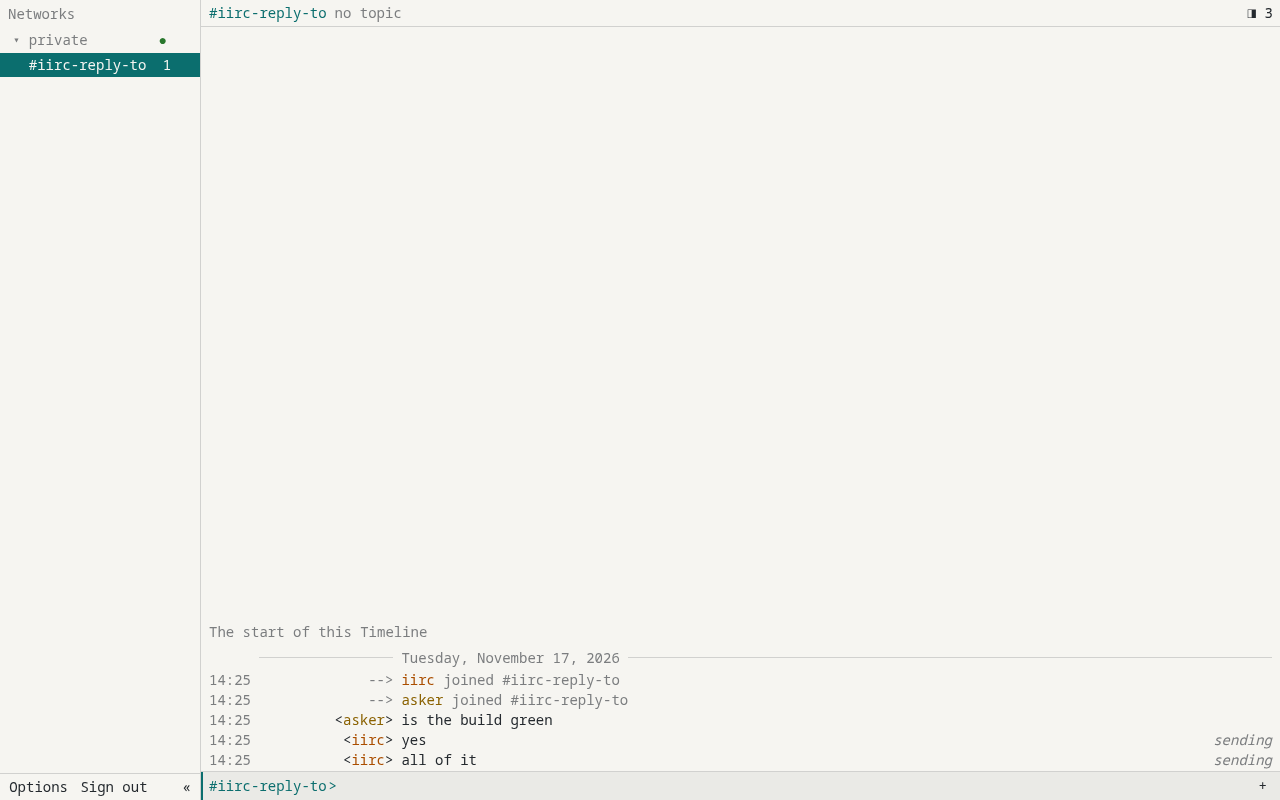 Networks
▾ private ●
#iirc-reply-to 1
Options Sign out «
#iirc-reply-to no topic ◨ 3
The start of this Timeline
Tuesday, November 17, 2026
14:25 --> iirc joined #iirc-reply-to
14:25 --> asker joined #iirc-reply-to
14:25 <asker> is the build green
14:25 <iirc> yes sending
14:25 <iirc> all of it sending
#iirc-reply-to> +